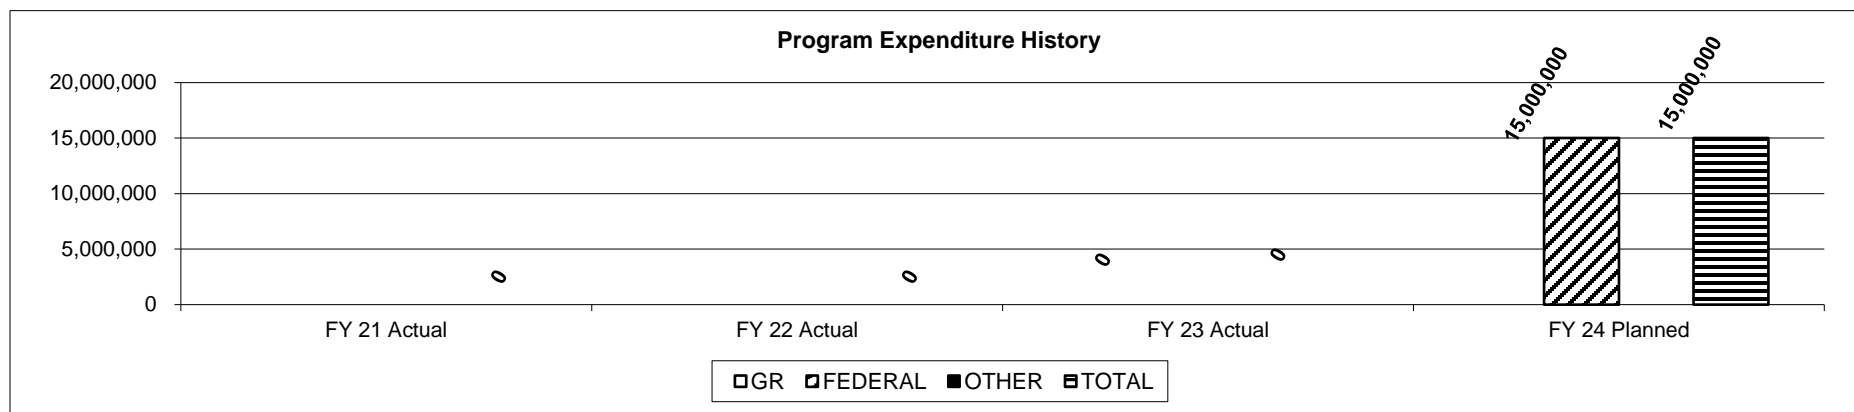 Program Expenditure History
20,000,000
15,000,000
10,000,000
5,000,000
0
0
0
0
0
15,000,000
15,000,000
FY 21 Actual
FY 22 Actual
FY 23 Actual
FY 24 Planned
GR FEDERAL OTHER TOTAL